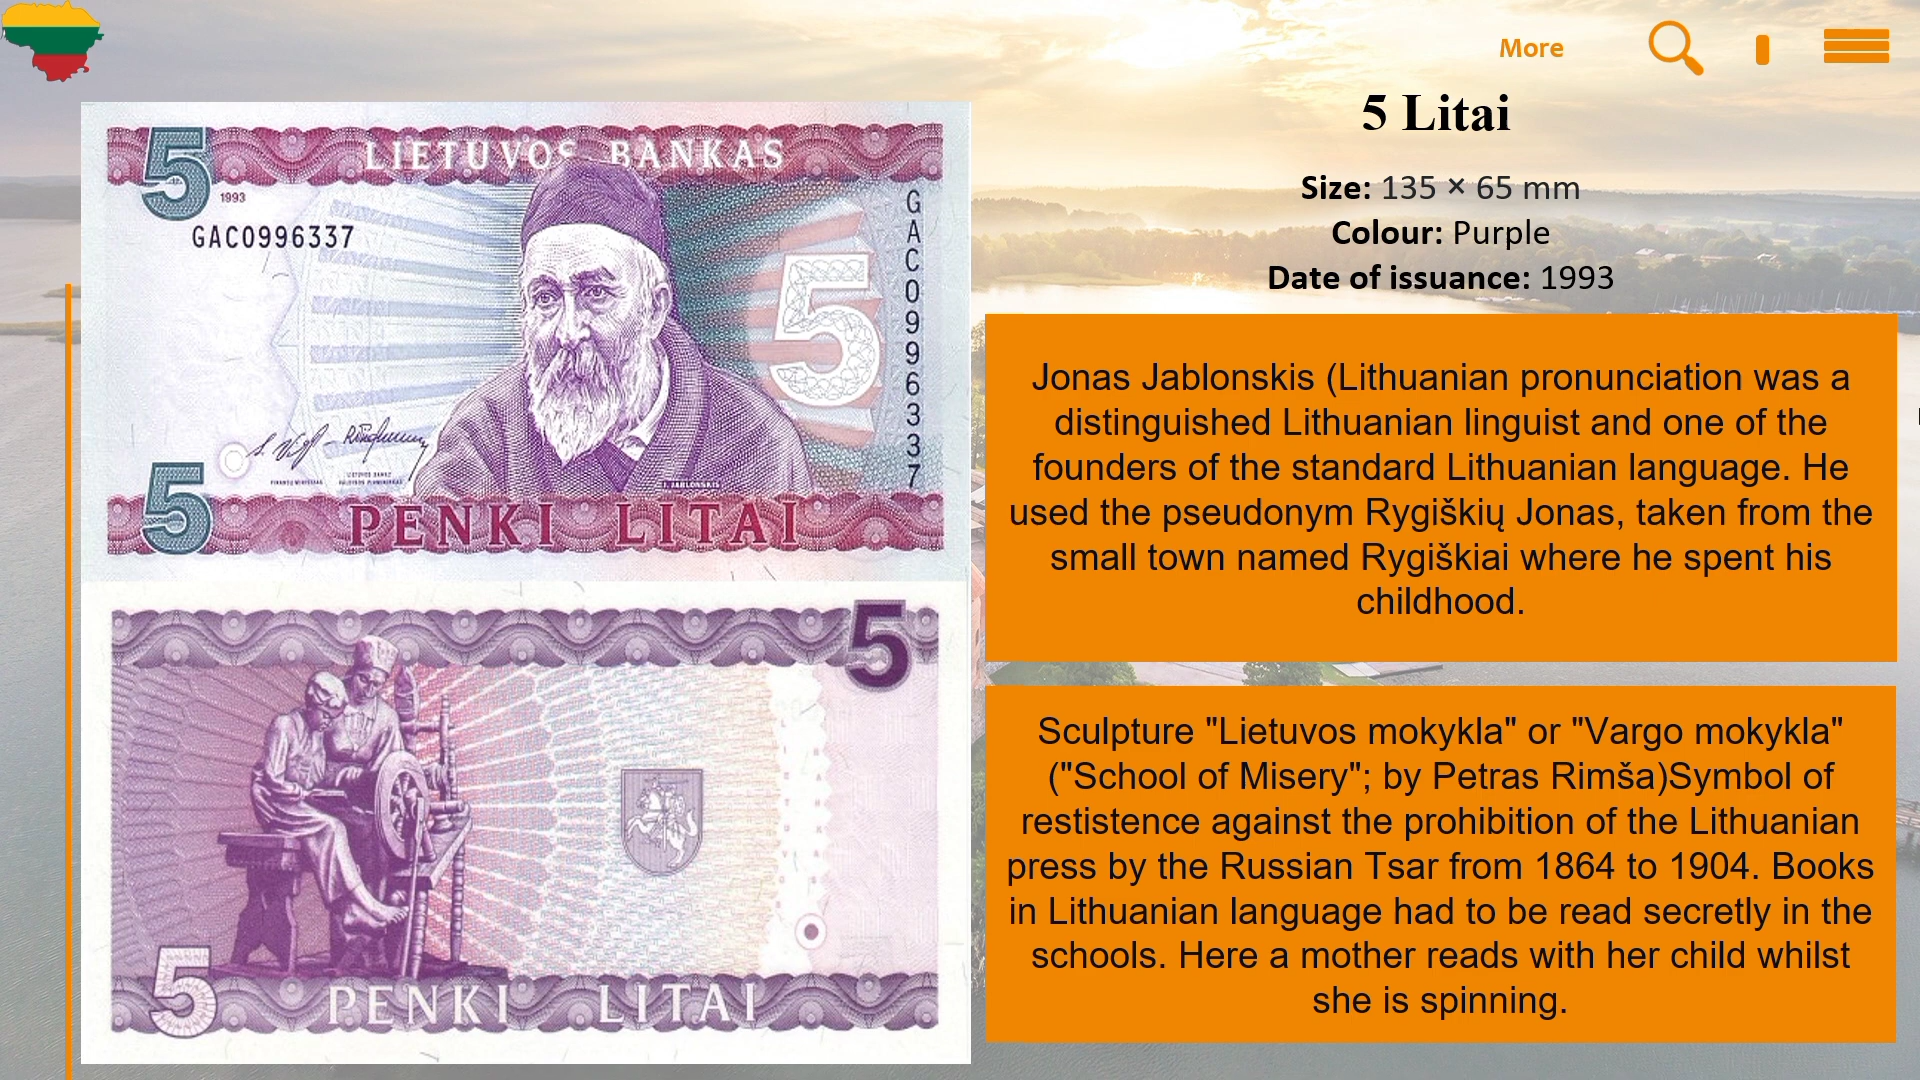 More
5 Litai
Size: 135 × 65 mm
Colour: Purple
Date of issuance: 1993
5
LIETUVOS BANKAS
1993
GAC0996337
GAC0996337
5
I. JABLONSKIS
5
PENKI LITAI
5
5
PENKI LITAI
Jonas Jablonskis (Lithuanian pronunciation was a
distinguished Lithuanian linguist and one of the
founders of the standard Lithuanian language. He
used the pseudonym Rygiškių Jonas, taken from the
small town named Rygiškiai where he spent his
childhood.
Sculpture "Lietuvos mokykla" or "Vargo mokykla"
("School of Misery"; by Petras Rimša)Symbol of
restistence against the prohibition of the Lithuanian
press by the Russian Tsar from 1864 to 1904. Books
in Lithuanian language had to be read secretly in the
schools. Here a mother reads with her child whilst
she is spinning.